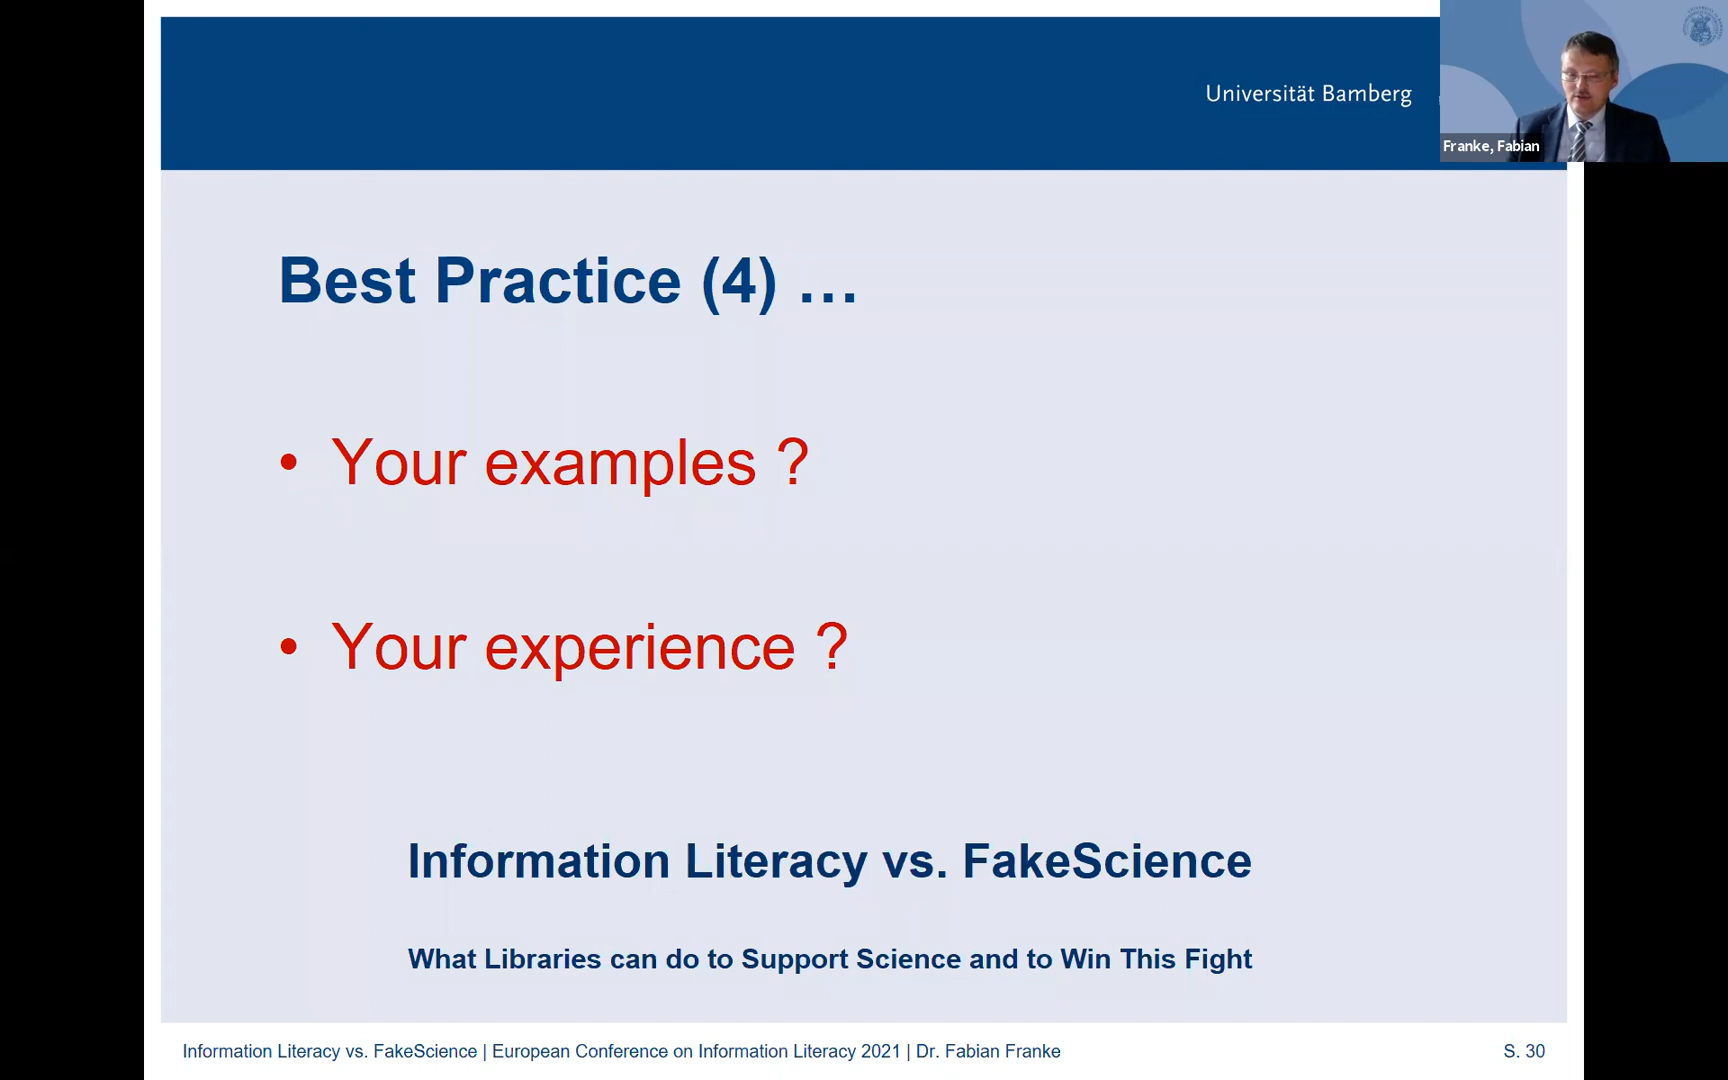 Universität Bamberg
Franke, Fabian
Best Practice (4) …
• Your examples ?
• Your experience ?
Information Literacy vs. FakeScience
What Libraries can do to Support Science and to Win This Fight
Information Literacy vs. FakeScience | European Conference on Information Literacy 2021 | Dr. Fabian Franke
S. 30